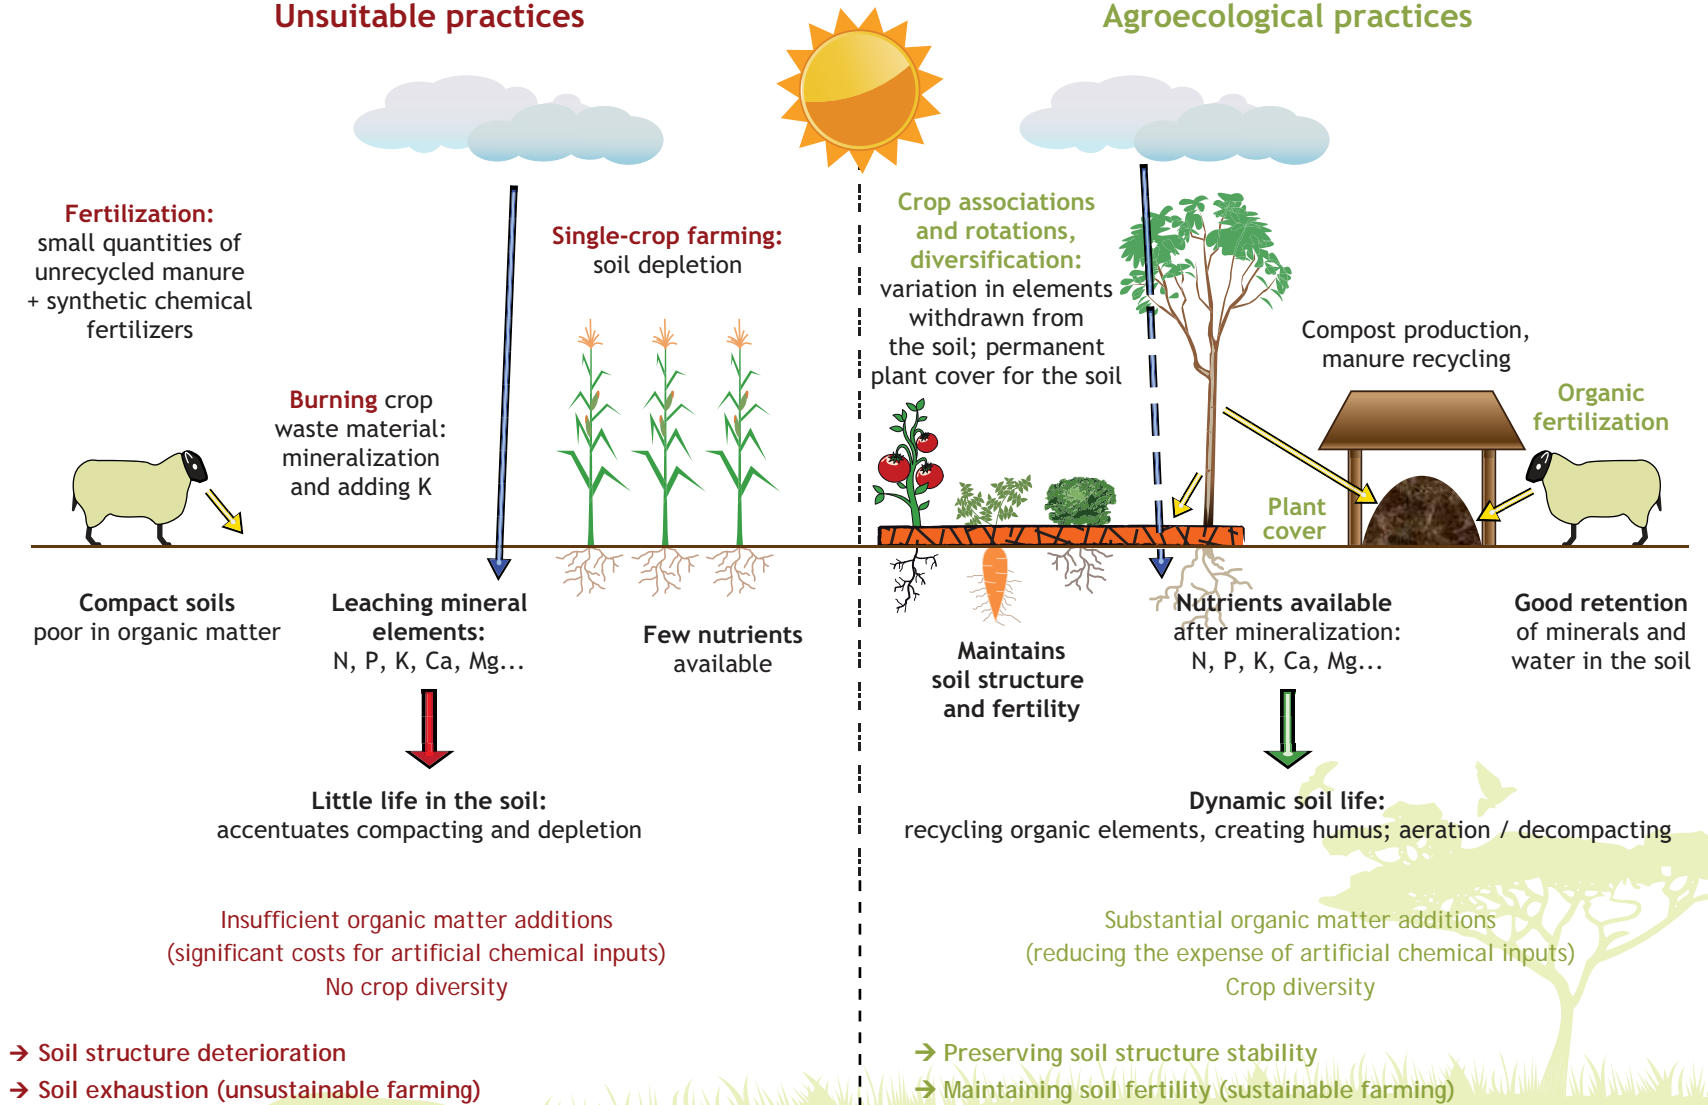 Unsuitable practices
Fertilization:
small quantities of
unrecycled manure
+ synthetic chemical
fertilizers
Burning crop
waste material:
mineralization
and adding K
Single-crop farming:
soil depletion
Compact soils
poor in organic matter
Leaching mineral
elements:
N, P, K, Ca, Mg...
Few nutrients
available
Little life in the soil:
accentuates compacting and depletion
Insufficient organic matter additions
(significant costs for artificial chemical inputs)
No crop diversity
→ Soil structure deterioration
→ Soil exhaustion (unsustainable farming)
Agroecological practices
Crop associations
and rotations,
diversification:
variation in elements
withdrawn from
the soil; permanent
plant cover for the soil
Compost production,
manure recycling
Organic
fertilization
Plant
cover
Maintains
soil structure
and fertility
Nutrients available
after mineralization:
N, P, K, Ca, Mg...
Good retention
of minerals and
water in the soil
Dynamic soil life:
recycling organic elements, creating humus; aeration / decompacting
Substantial organic matter additions
(reducing the expense of artificial chemical inputs)
Crop diversity
→ Preserving soil structure stability
→ Maintaining soil fertility (sustainable farming)